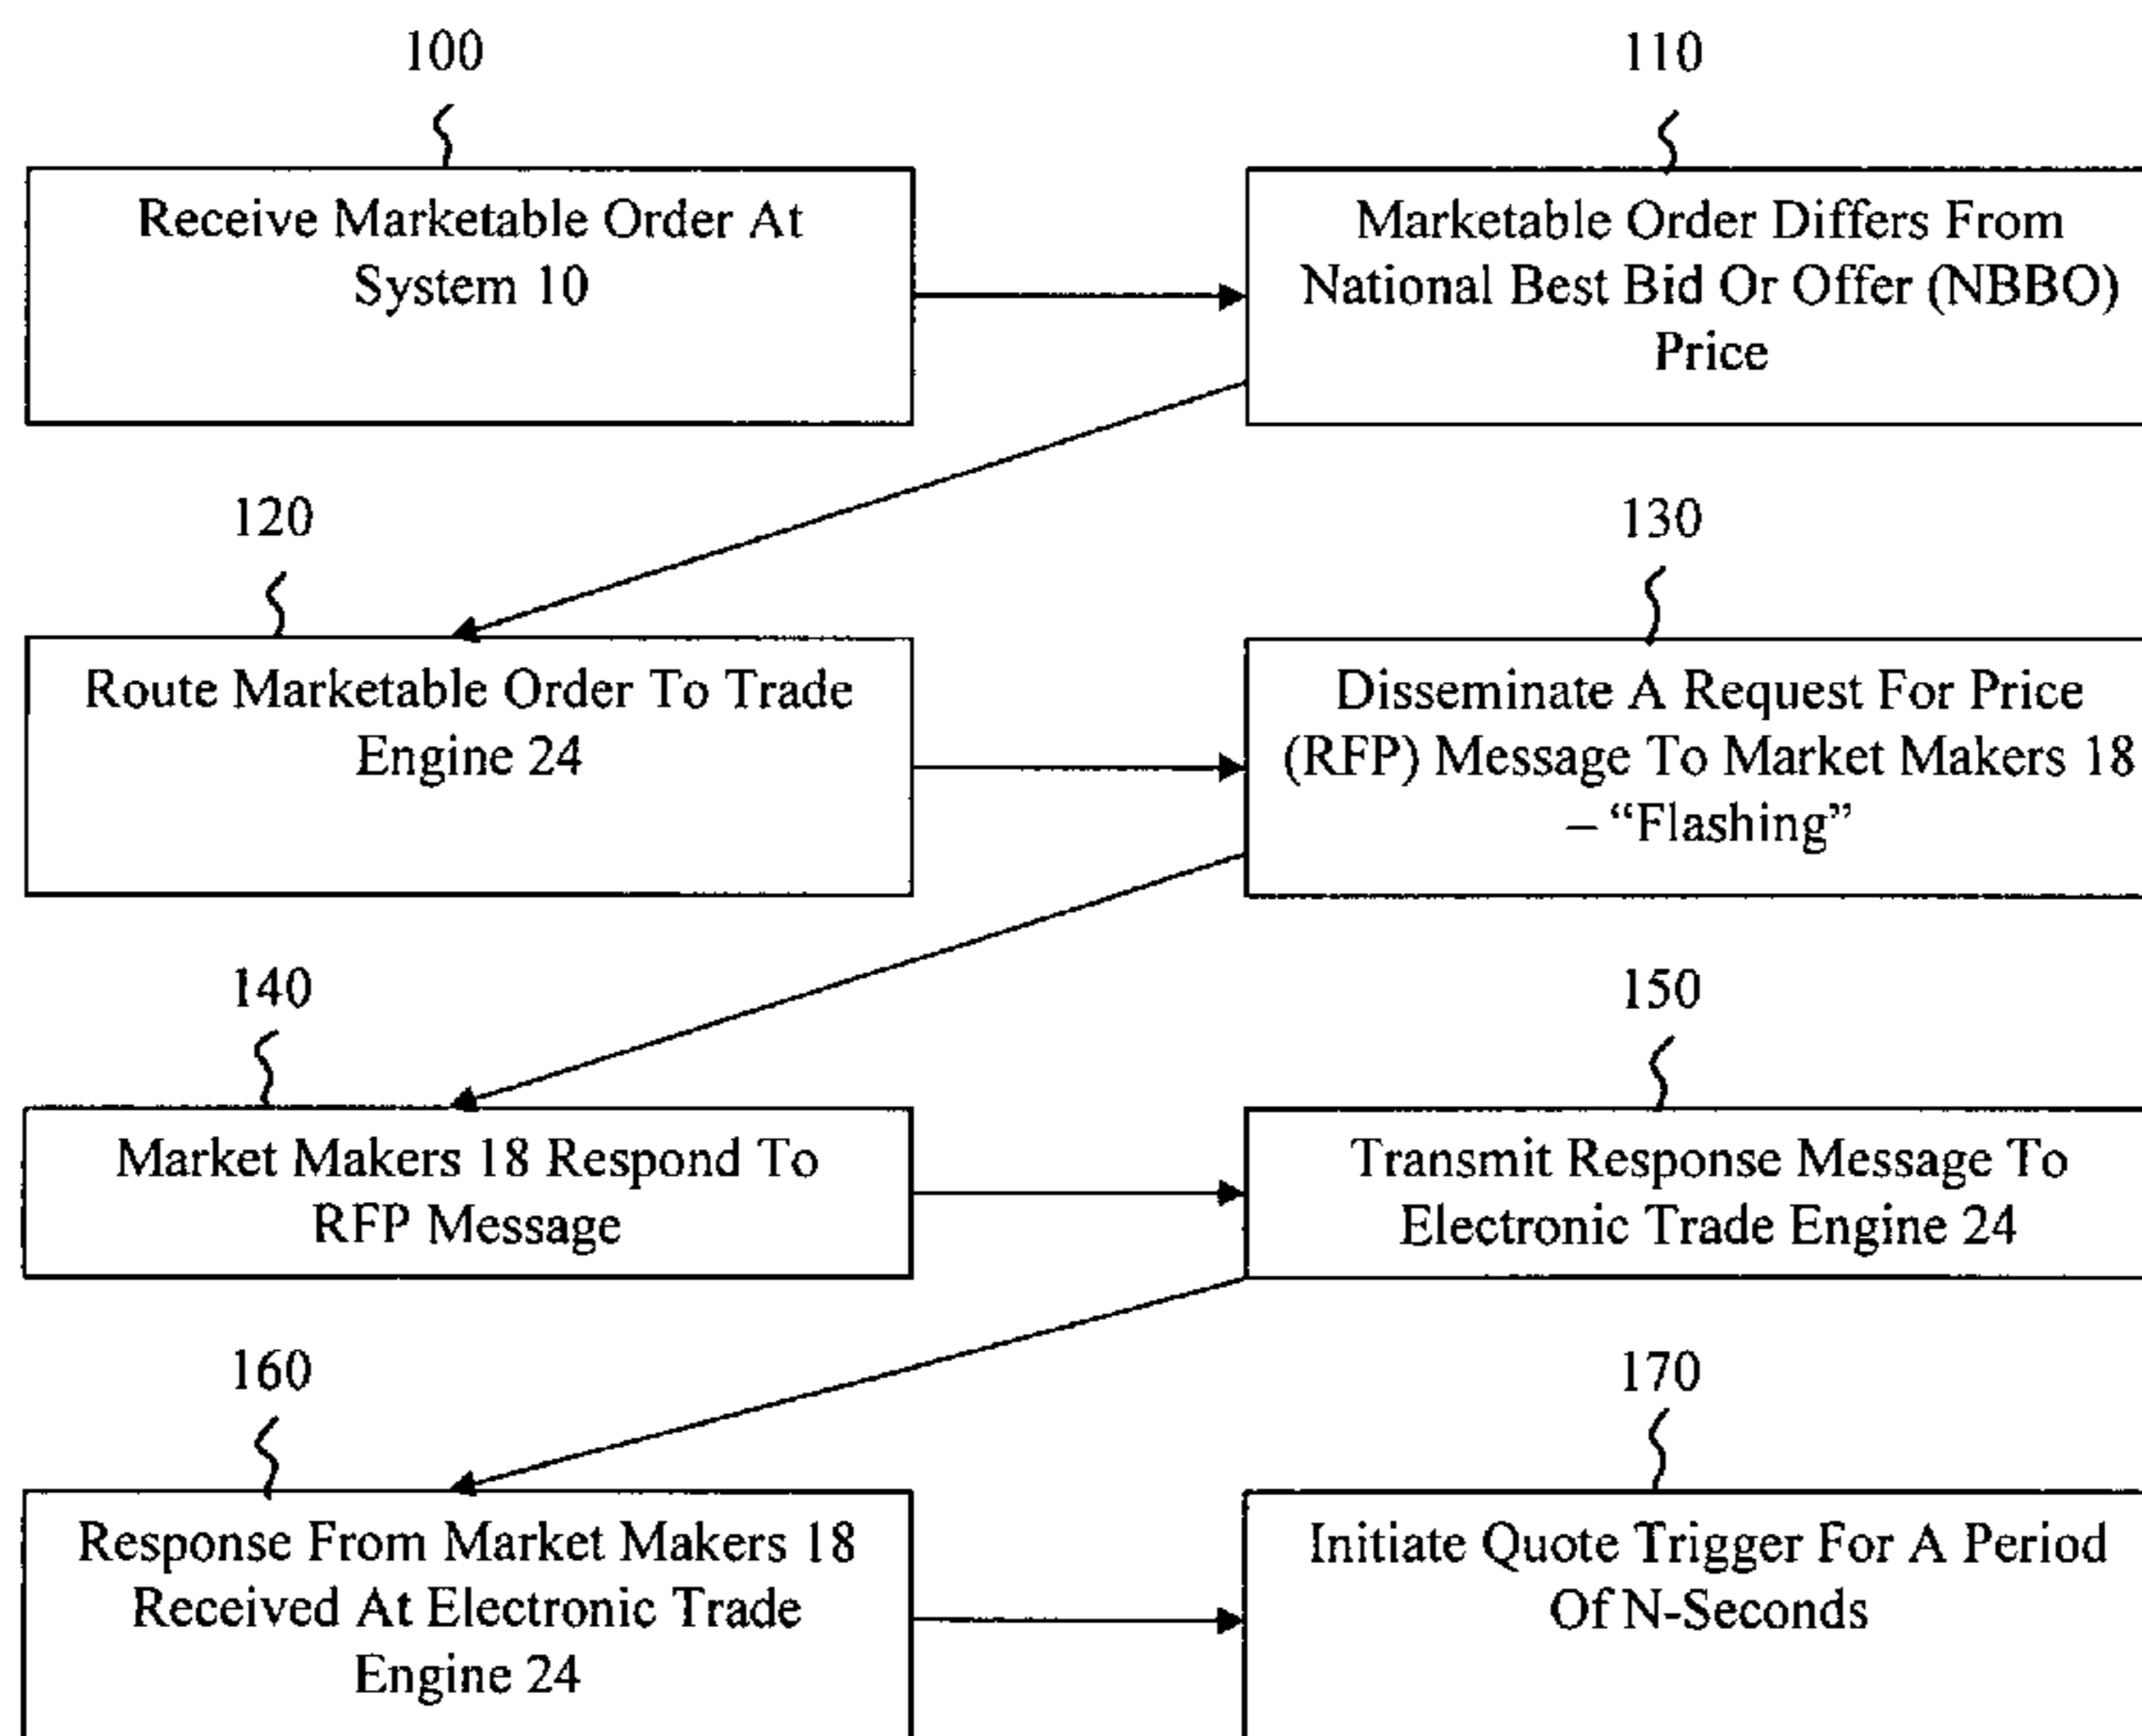 100
Receive Marketable Order At
System 10
110
Marketable Order Differs From
National Best Bid Or Offer (NBBO)
Price
120
Route Marketable Order To Trade
Engine 24
130
Disseminate A Request For Price
(RFP) Message To Market Makers 18
– “Flashing”
140
Market Makers 18 Respond To
RFP Message
150
Transmit Response Message To
Electronic Trade Engine 24
160
Response From Market Makers 18
Received At Electronic Trade
Engine 24
170
Initiate Quote Trigger For A Period
Of N-Seconds